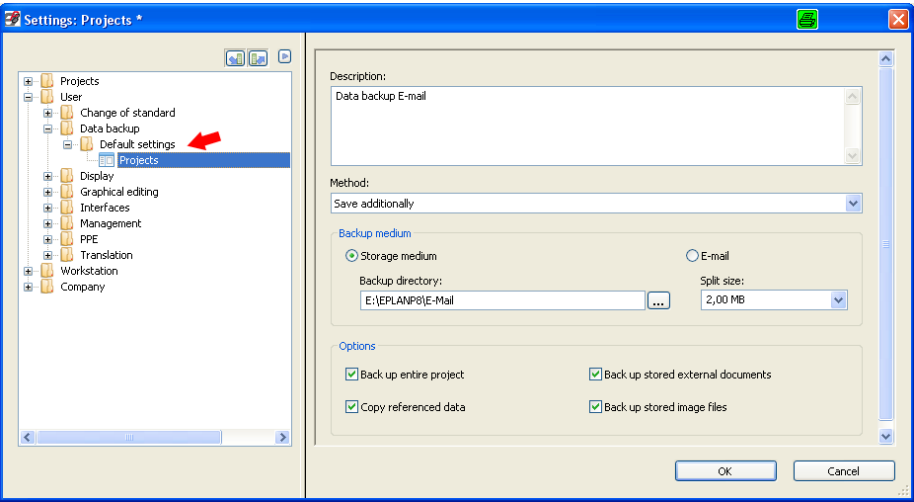 Settings: Projects *
Projects
User
Change of standard
Data backup
Default settings
Projects
Display
Graphical editing
Interfaces
Management
PPE
Translation
Workstation
Company
Description:
Data backup E-mail
Method:
Save additionally
Backup medium
Storage medium
E-mail
Backup directory:
Split size:
E:\EPLANP8\E-Mail
...
2,00 MB
Options
Back up entire project
Back up stored external documents
Copy referenced data
Back up stored image files
OK
Cancel